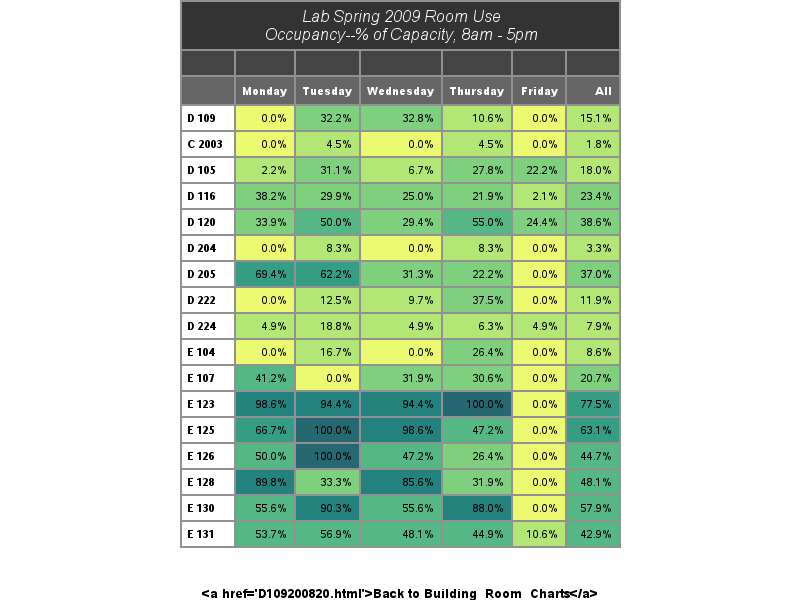 Lab Spring 2009 Room Use
Occupancy--% of Capacity, 8am - 5pm
Monday Tuesday Wednesday Thursday Friday All
D 109 0.0% 32.2% 32.8% 10.6% 0.0% 15.1%
C 2003 0.0% 4.5% 0.0% 4.5% 0.0% 1.8%
D 105 2.2% 31.1% 6.7% 27.8% 22.2% 18.0%
D 116 38.2% 29.9% 25.0% 21.9% 2.1% 23.4%
D 120 33.9% 50.0% 29.4% 55.0% 24.4% 38.6%
D 204 0.0% 8.3% 0.0% 8.3% 0.0% 3.3%
D 205 69.4% 62.2% 31.3% 22.2% 0.0% 37.0%
D 222 0.0% 12.5% 9.7% 37.5% 0.0% 11.9%
D 224 4.9% 18.8% 4.9% 6.3% 4.9% 7.9%
E 104 0.0% 16.7% 0.0% 26.4% 0.0% 8.6%
E 107 41.2% 0.0% 31.9% 30.6% 0.0% 20.7%
E 123 98.6% 94.4% 94.4% 100.0% 0.0% 77.5%
E 125 66.7% 100.0% 98.6% 47.2% 0.0% 63.1%
E 126 50.0% 100.0% 47.2% 26.4% 0.0% 44.7%
E 128 89.8% 33.3% 85.6% 31.9% 0.0% 48.1%
E 130 55.6% 90.3% 55.6% 88.0% 0.0% 57.9%
E 131 53.7% 56.9% 48.1% 44.9% 10.6% 42.9%
<a href='D109200820.html'>Back to Building_Room_Charts</a>